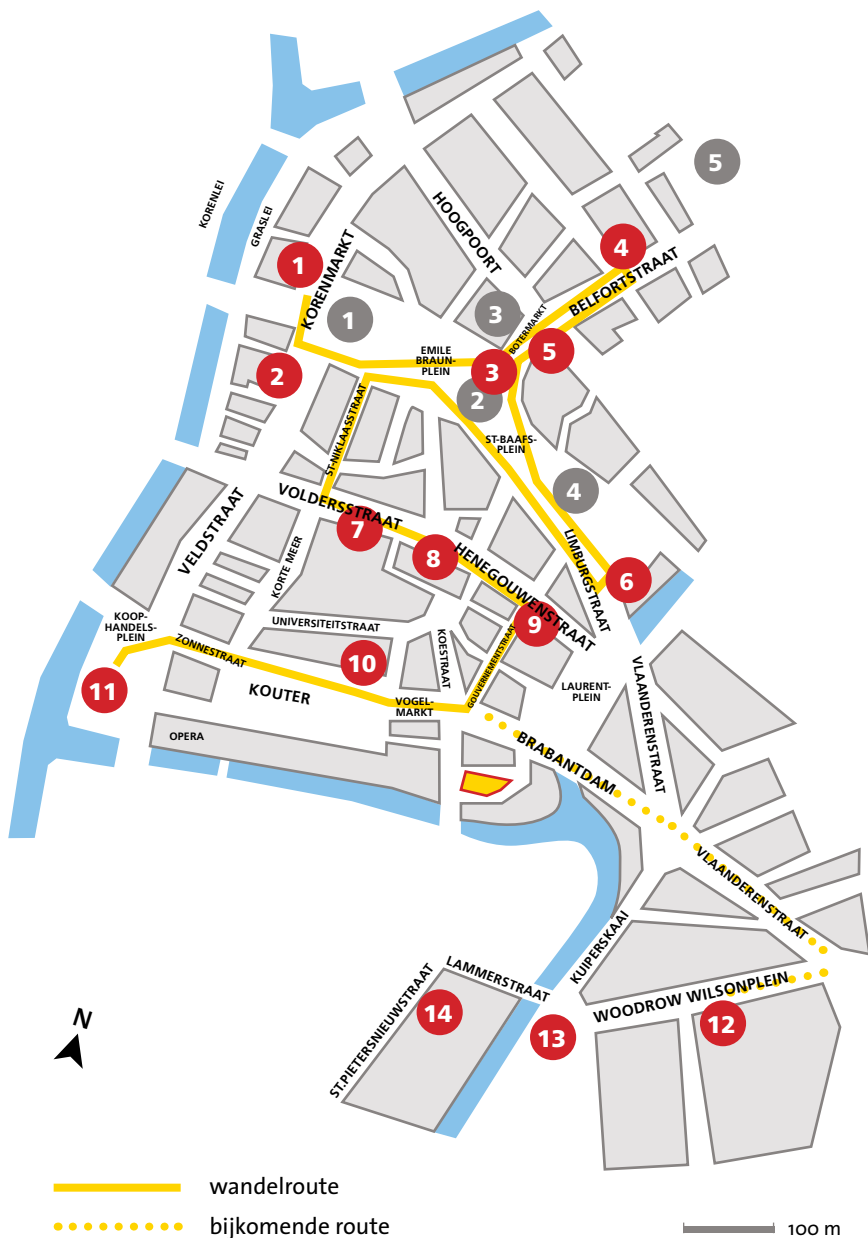 5
HOOGPOORT
KORENLEI
GRASLEI
4
BELFORTSTRAAT
1
KORENMARKT
1
3
BOTERMARKT
EMILE
BRAUN-
PLEIN
5
3
2
2
ST-NIKLAASSTRAAT
ST-BAAFS-
PLEIN
4
VOLDERSSTRAAT
7
VELDSTRAAT
KORTE MEER
8
HENEGOUWENSTRAAT
LIMBURGSTRAAT
6
KOOP-
HANDELS-
PLEIN
ZONNESTRAAT
UNIVERSITEITSTRAAT
KOESTRAAT
9
GOUVERNEMENTSTRAAT
10
11
KOUTER
VOGEL-
MARKT
LAURENT-
PLEIN
VLAANDERENSTRAAT
OPERA
BRABANTDAM
VLAANDERENSTRAAT
KUIPERSKAAI
LAMMERSTRAAT
ST.PIETERSNIEUWSTRAAT
WOODROW WILSONPLEIN
14
13
12
N
wandelroute
bijkomende route
100 m